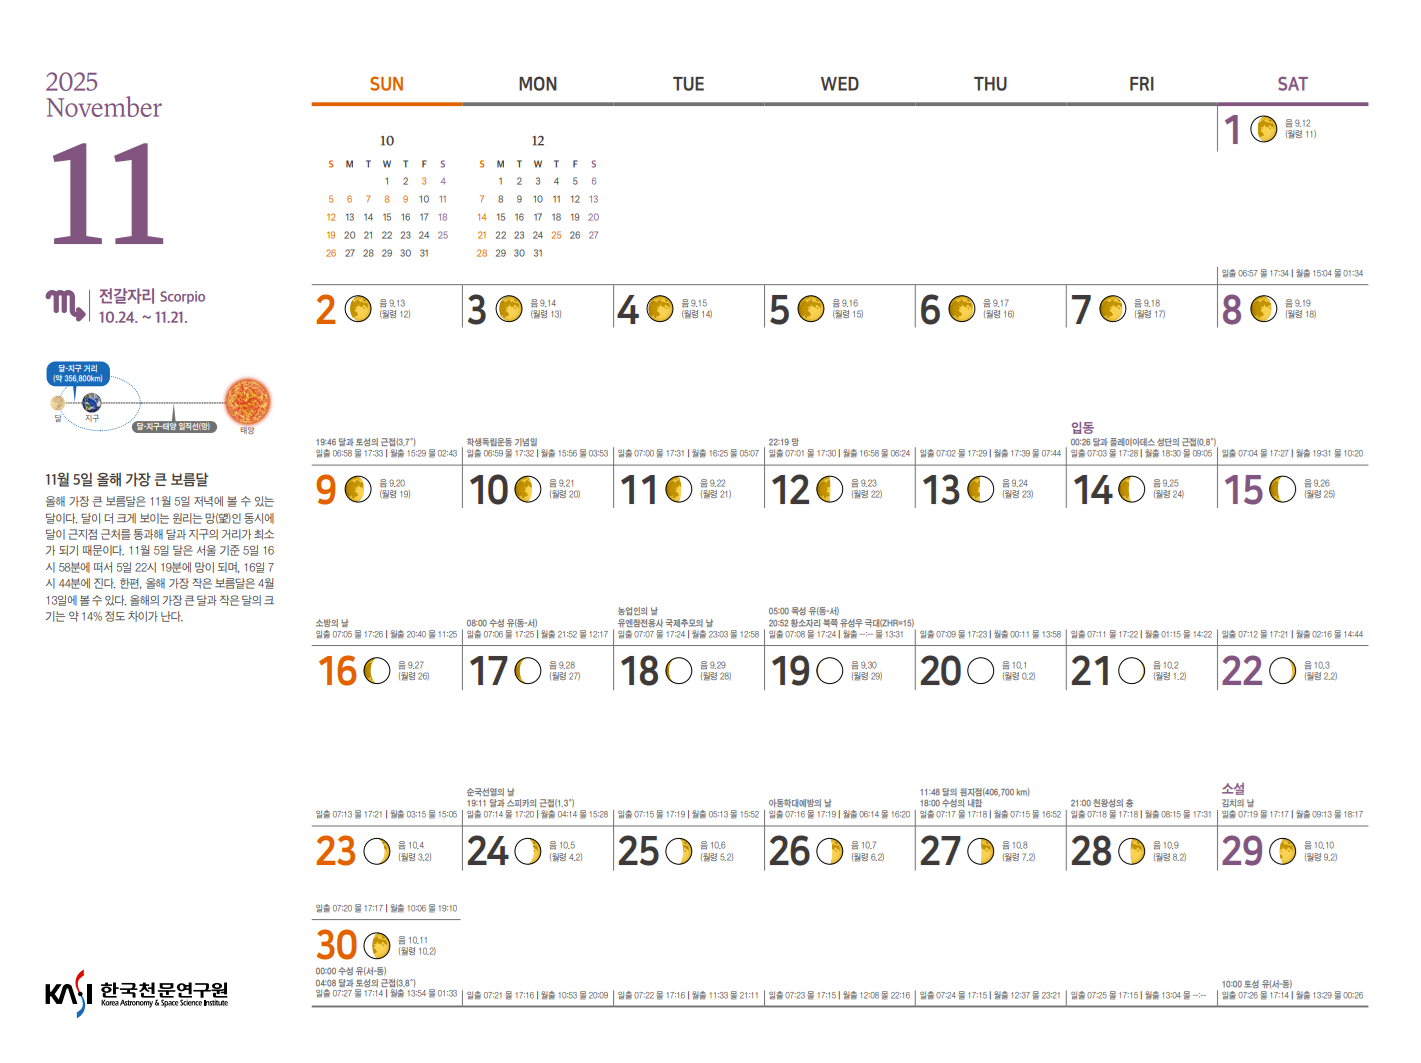 2025
November
11
전갈자리 Scorpio
10.24. ~ 11.21.
달-지구 거리
(약 356,800km)
달
지구
달-지구-태양 일직선(망)
태양
11월 5일 올해 가장 큰 보름달
올해 가장 큰 보름달은 11월 5일 저녁에 볼 수 있는
달이다. 달이 더 크게 보이는 원리는 망(望)인 동시에
달이 근지점 근처를 통과해 달과 지구의 거리가 최소
가 되기 때문이다. 11월 5일 달은 서울 기준 5일 16
시 58분에 떠서 5일 22시 19분에 망이 되며, 16일 7
시 44분에 진다. 한편, 올해 가장 작은 보름달은 4월
13일에 볼 수 있다. 올해의 가장 큰 달과 작은 달의 크
기는 약 14% 정도 차이가 난다.
KASI 한국천문연구원
Korea Astronomy & Space Science Institute
SUN MON TUE WED THU FRI SAT
10
S M T W T F S
1 2 3 4
5 6 7 8 9 10 11
12 13 14 15 16 17 18
19 20 21 22 23 24 25
26 27 28 29 30 31
12
S M T W T F S
1 2 3 4 5 6
7 8 9 10 11 12 13
14 15 16 17 18 19 20
21 22 23 24 25 26 27
28 29 30 31
1 음 9.12
(월령 11)
일출 06:57 몰 17:34 | 월출 15:04 몰 01:34
2 음 9.13
(월령 12)
19:46 달과 토성의 근접(3.7°)
일출 06:58 몰 17:33 | 월출 15:29 몰 02:43
3 음 9.14
(월령 13)
학생독립운동 기념일
일출 06:59 몰 17:32 | 월출 15:56 몰 03:53
4 음 9.15
(월령 14)
일출 07:00 몰 17:31 | 월출 16:25 몰 05:07
5 음 9.16
(월령 15)
22:19 망
일출 07:01 몰 17:30 | 월출 16:58 몰 06:24
6 음 9.17
(월령 16)
일출 07:02 몰 17:29 | 월출 17:39 몰 07:44
7 음 9.18
(월령 17)
입동
00:26 달과 플레이아데스 성단의 근접(0.8°)
일출 07:03 몰 17:28 | 월출 18:30 몰 09:05
8 음 9.19
(월령 18)
일출 07:04 몰 17:27 | 월출 19:31 몰 10:20
9 음 9.20
(월령 19)
소방의 날
일출 07:05 몰 17:26 | 월출 20:40 몰 11:25
10 음 9.21
(월령 20)
08:00 수성 유(동-서)
일출 07:06 몰 17:25 | 월출 21:52 몰 12:17
11 음 9.22
(월령 21)
농업인의 날
유엔참전용사 국제추모의 날
일출 07:07 몰 17:24 | 월출 23:03 몰 12:58
12 음 9.23
(월령 22)
05:00 목성 유(동-서)
20:52 황소자리 북쪽 유성우 극대(ZHR=15)
일출 07:08 몰 17:24 | 월출 --:-- 몰 13:31
13 음 9.24
(월령 23)
일출 07:09 몰 17:23 | 월출 00:11 몰 13:58
14 음 9.25
(월령 24)
일출 07:11 몰 17:22 | 월출 01:15 몰 14:22
15 음 9.26
(월령 25)
일출 07:12 몰 17:21 | 월출 02:16 몰 14:44
16 음 9.27
(월령 26)
일출 07:13 몰 17:21 | 월출 03:15 몰 15:05
17 음 9.28
(월령 27)
순국선열의 날
19:11 달과 스피카의 근접(1.3°)
일출 07:14 몰 17:20 | 월출 04:14 몰 15:28
18 음 9.29
(월령 28)
일출 07:15 몰 17:19 | 월출 05:13 몰 15:52
19 음 9.30
(월령 29)
아동학대예방의 날
일출 07:16 몰 17:19 | 월출 06:14 몰 16:20
20 음 10.1
(월령 0.2)
11:48 달의 원지점(406,700 km)
18:00 수성의 내합
일출 07:17 몰 17:18 | 월출 07:15 몰 16:52
21 음 10.2
(월령 1.2)
21:00 천왕성의 충
일출 07:18 몰 17:18 | 월출 08:15 몰 17:31
22 음 10.3
(월령 2.2)
소설
김치의 날
일출 07:19 몰 17:17 | 월출 09:13 몰 18:17
23 음 10.4
(월령 3.2)
일출 07:20 몰 17:17 | 월출 10:06 몰 19:10
24 음 10.5
(월령 4.2)
일출 07:21 몰 17:16 | 월출 10:53 몰 20:09
25 음 10.6
(월령 5.2)
일출 07:22 몰 17:16 | 월출 11:33 몰 21:11
26 음 10.7
(월령 6.2)
일출 07:23 몰 17:15 | 월출 12:08 몰 22:16
27 음 10.8
(월령 7.2)
일출 07:24 몰 17:15 | 월출 12:37 몰 23:21
28 음 10.9
(월령 8.2)
일출 07:25 몰 17:15 | 월출 13:04 몰 --:--
29 음 10.10
(월령 9.2)
10:00 토성 유(서-동)
일출 07:26 몰 17:14 | 월출 13:29 몰 00:26
30 음 10.11
(월령 10.2)
00:00 수성 유(서-동)
04:08 달과 토성의 근접(3.8°)
일출 07:27 몰 17:14 | 월출 13:54 몰 01:33